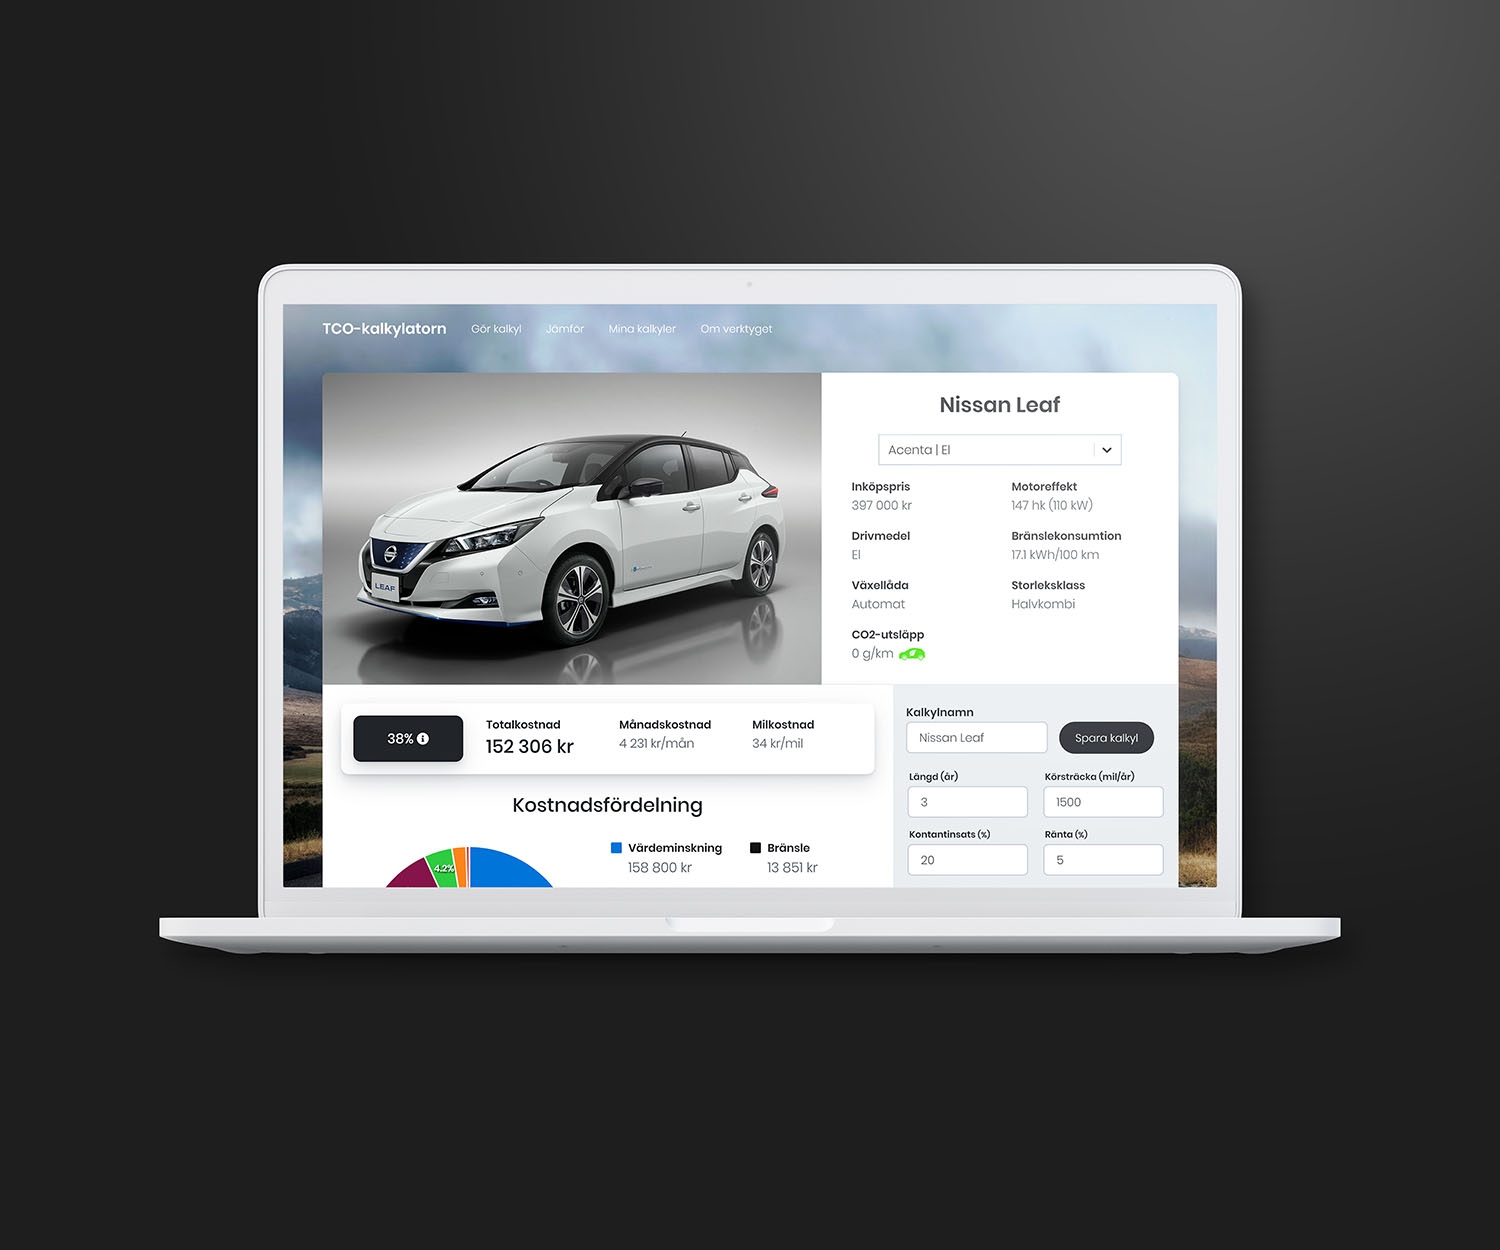 TCO-kalkylatorn Gör kalkyl Jämför Mina kalkyler Om verktyget
LEAF
Nissan Leaf
Acenta | El
Inköpspris Motoreffekt
397 000 kr 147 hk (110 kW)
Drivmedel Bränslekonsumtion
El 17.1 kWh/100 km
Växellåda Storleksklass
Automat Halvkombi
CO2-utsläpp
0 g/km
38%
Totalkostnad Månadskostnad Milkostnad
152 306 kr 4 231 kr/mån 34 kr/mil
Kostnadsfördelning
4.2%
Värdeminskning Bränsle
158 800 kr 13 851 kr
Kalkylnamn
Nissan Leaf Spara kalkyl
Längd (år) Körsträcka (mil/år)
3 1500
Kontantinsats (%) Ränta (%)
20 5